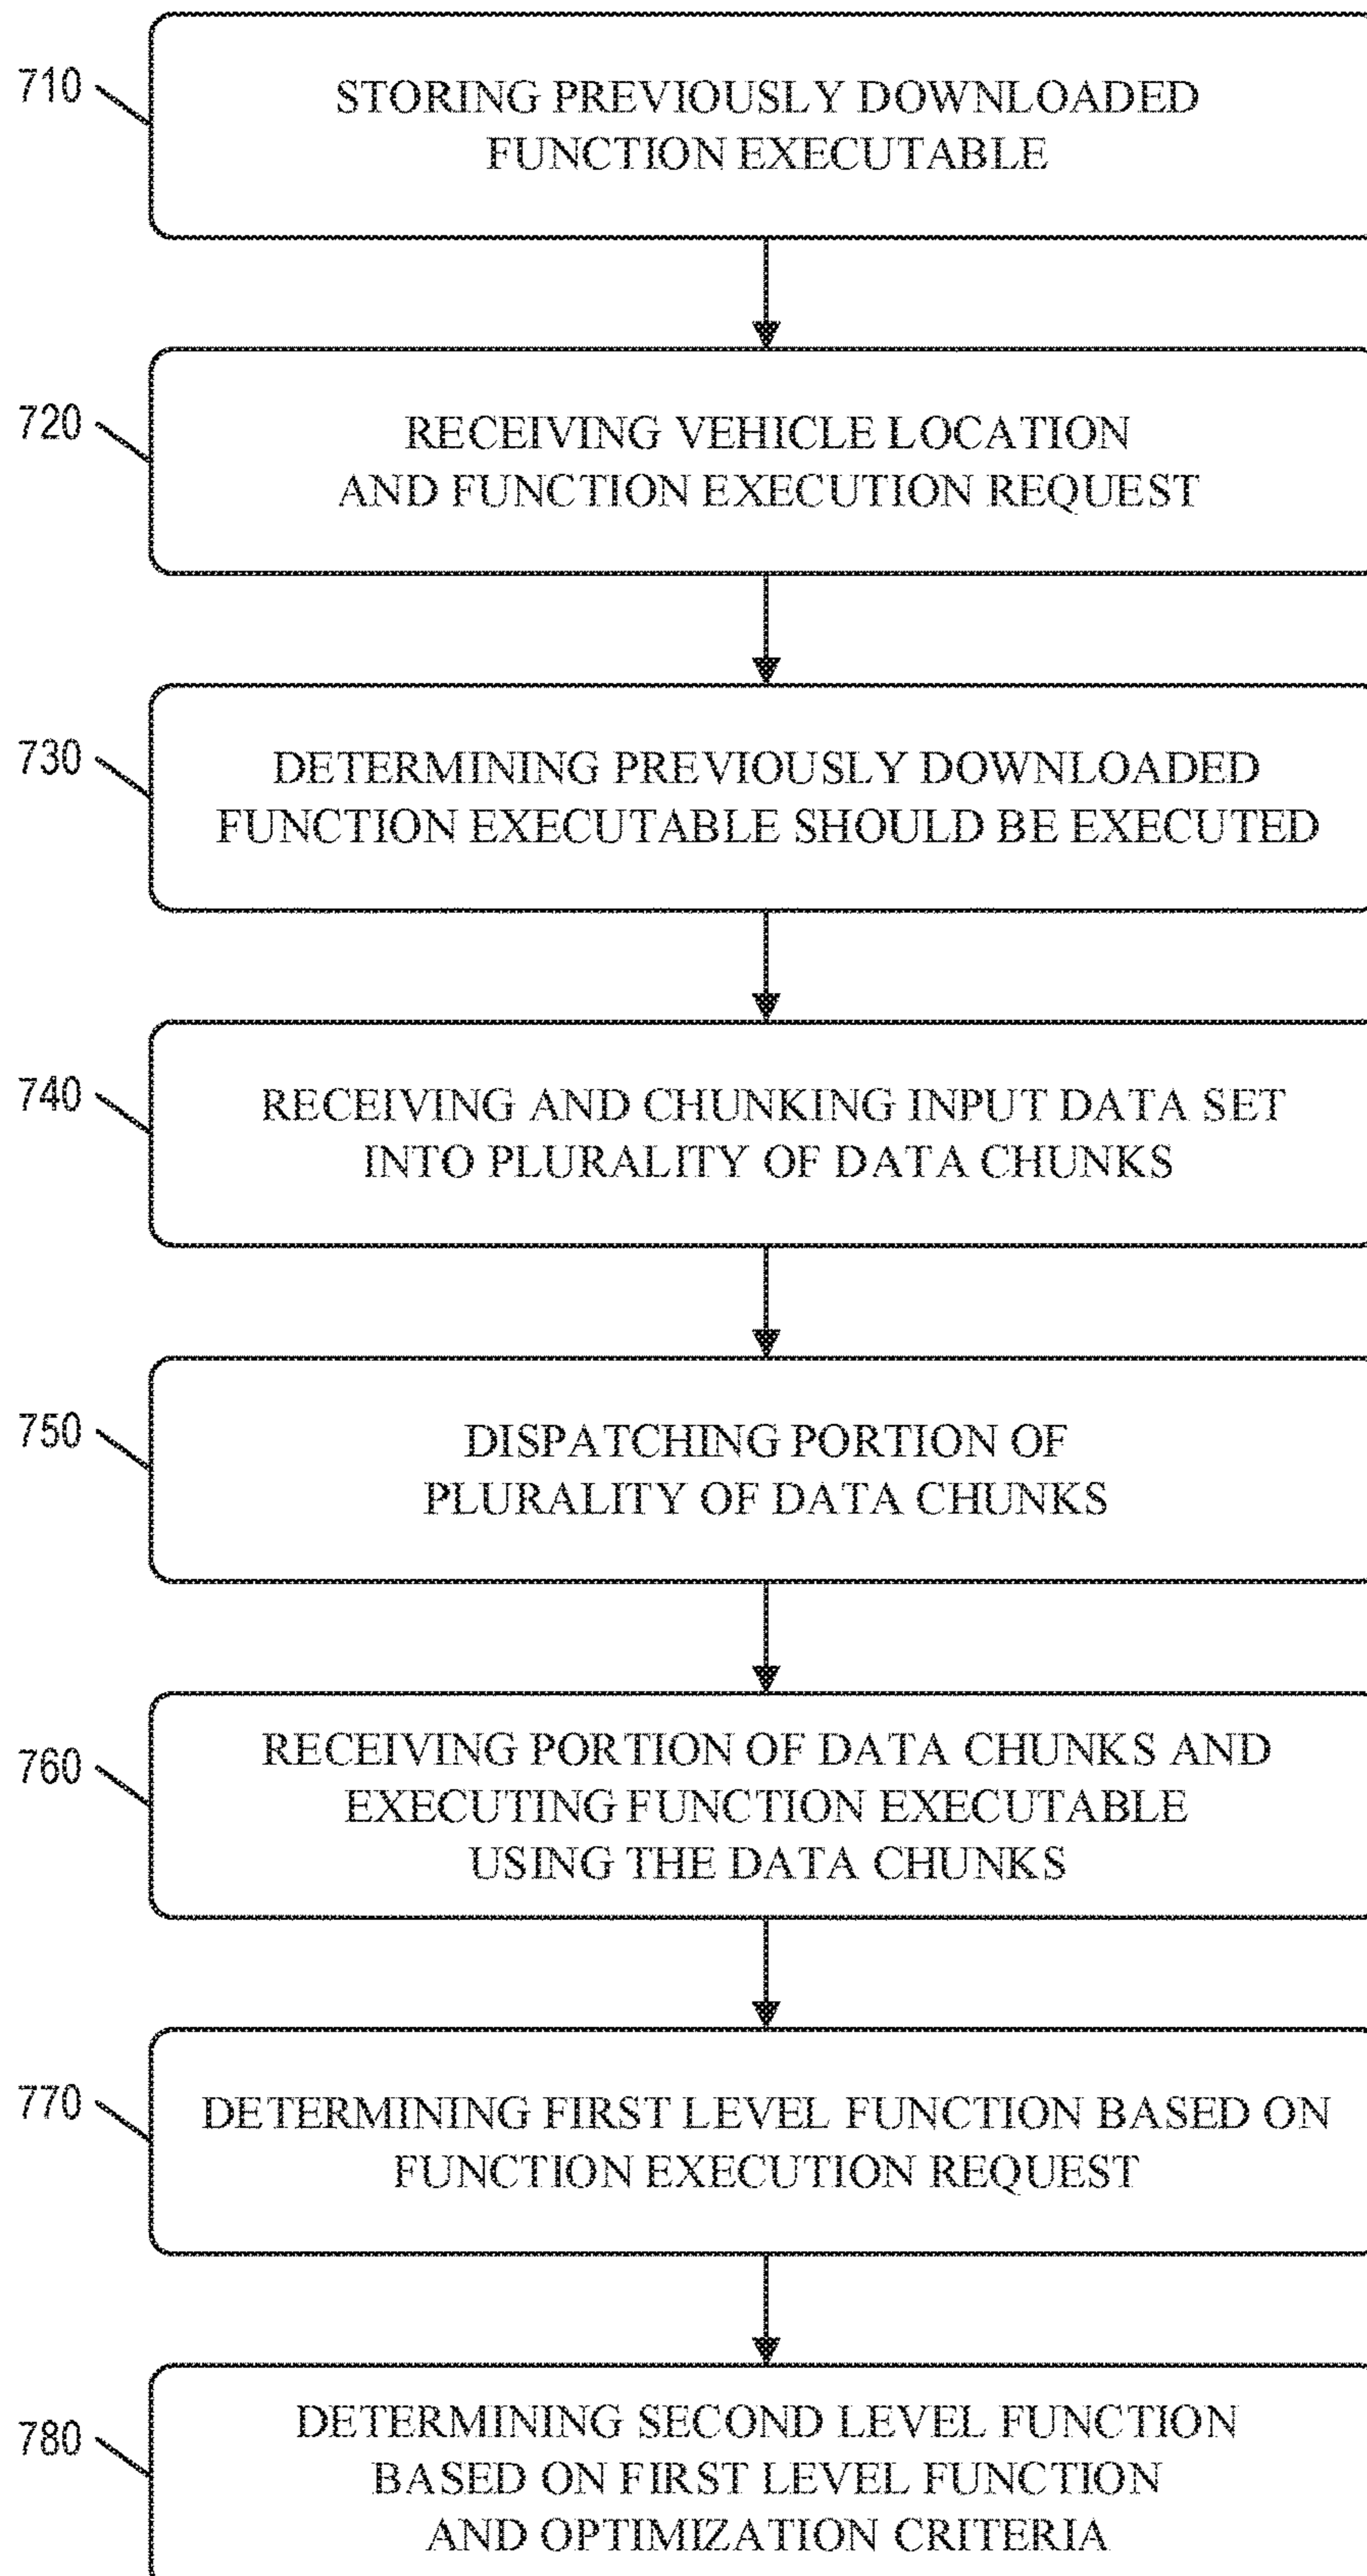 710
STORING PREVIOUSLY DOWNLOADED
FUNCTION EXECUTABLE
720
RECEIVING VEHICLE LOCATION
AND FUNCTION EXECUTION REQUEST
730
DETERMINING PREVIOUSLY DOWNLOADED
FUNCTION EXECUTABLE SHOULD BE EXECUTED
740
RECEIVING AND CHUNKING INPUT DATA SET
INTO PLURALITY OF DATA CHUNKS
750
DISPATCHING PORTION OF
PLURALITY OF DATA CHUNKS
760
RECEIVING PORTION OF DATA CHUNKS AND
EXECUTING FUNCTION EXECUTABLE
USING THE DATA CHUNKS
770
DETERMINING FIRST LEVEL FUNCTION BASED ON
FUNCTION EXECUTION REQUEST
780
DETERMINING SECOND LEVEL FUNCTION
BASED ON FIRST LEVEL FUNCTION
AND OPTIMIZATION CRITERIA